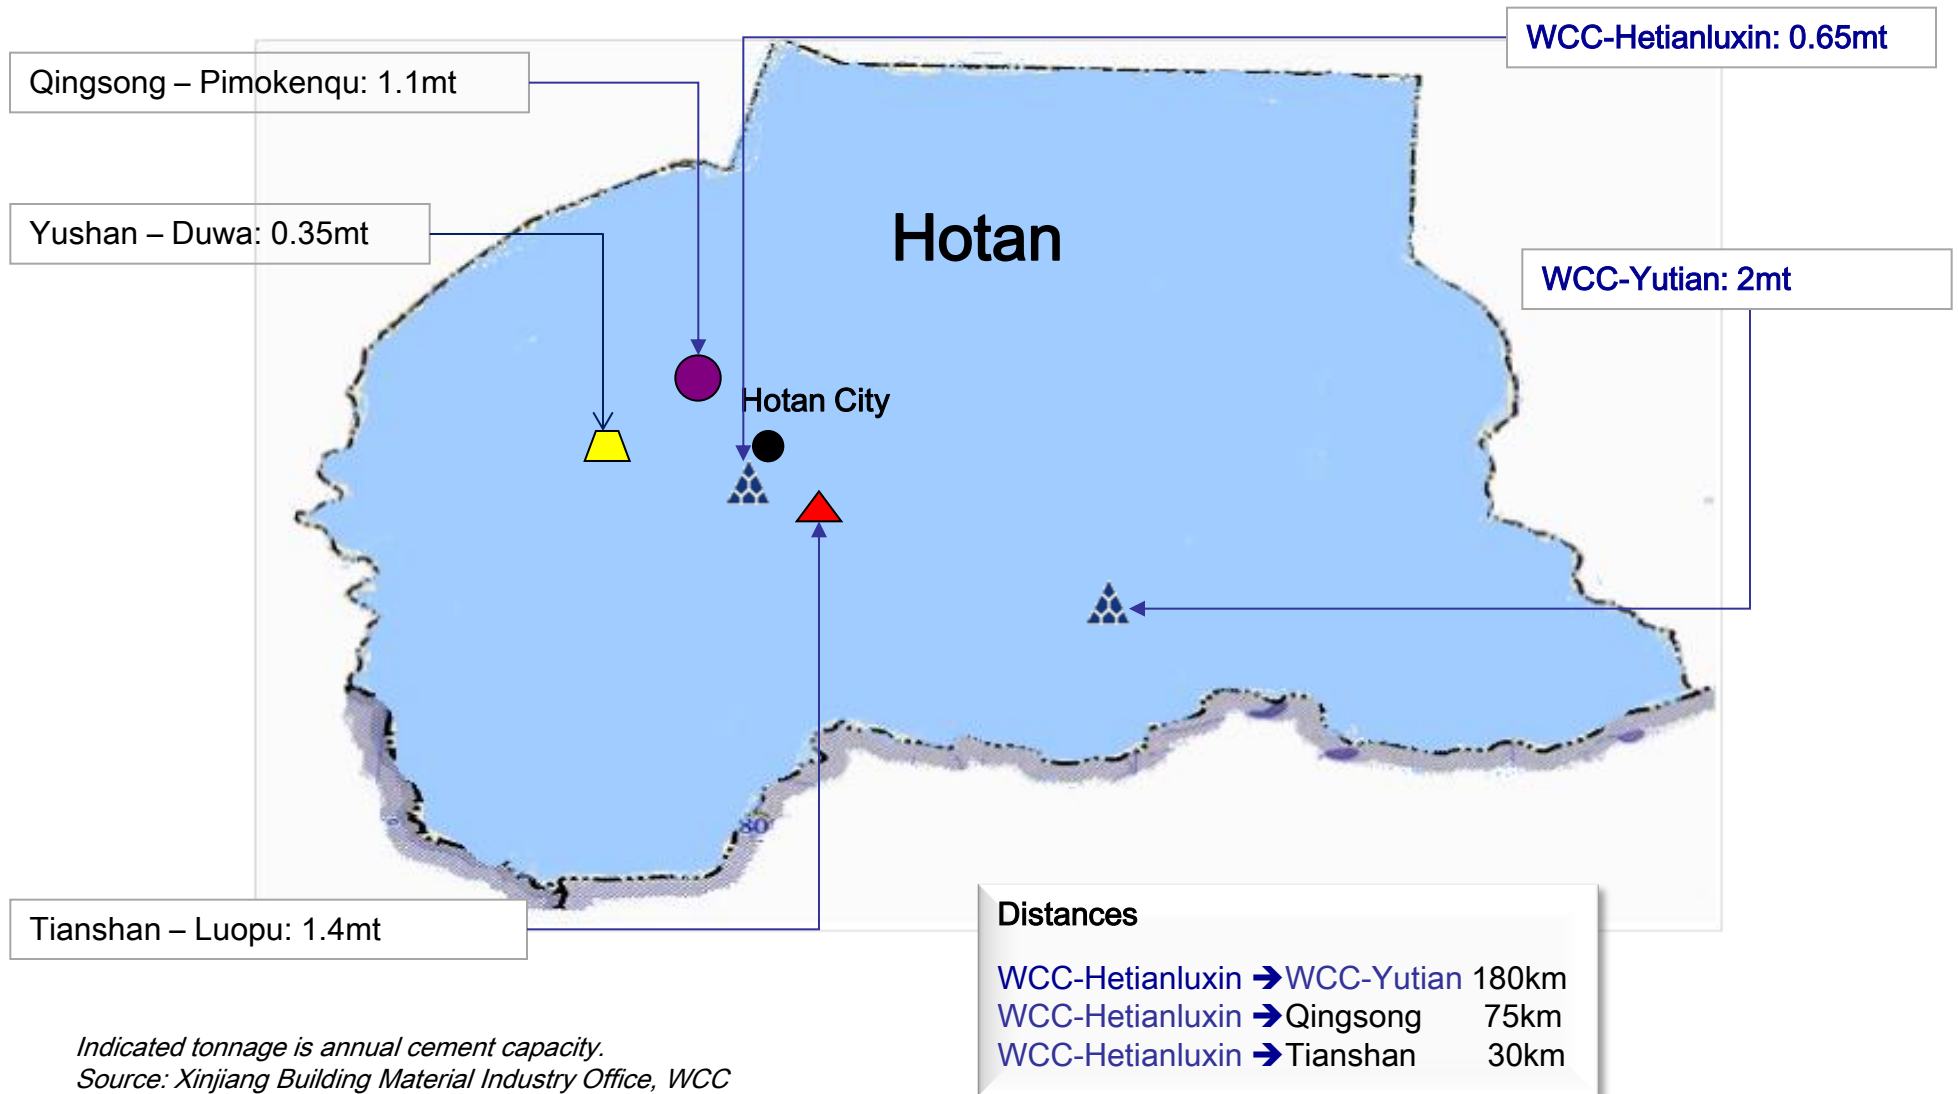 WCC-Hetianluxin: 0.65mt
Qingsong – Pimokenqu: 1.1mt
Yushan – Duwa: 0.35mt
Hotan
WCC-Yutian: 2mt
Hotan City
80
Tianshan – Luopu: 1.4mt
Distances
WCC-Hetianluxin ➔ WCC-Yutian 180km
WCC-Hetianluxin ➔ Qingsong 75km
WCC-Hetianluxin ➔ Tianshan 30km
Indicated tonnage is annual cement capacity.
Source: Xinjiang Building Material Industry Office, WCC